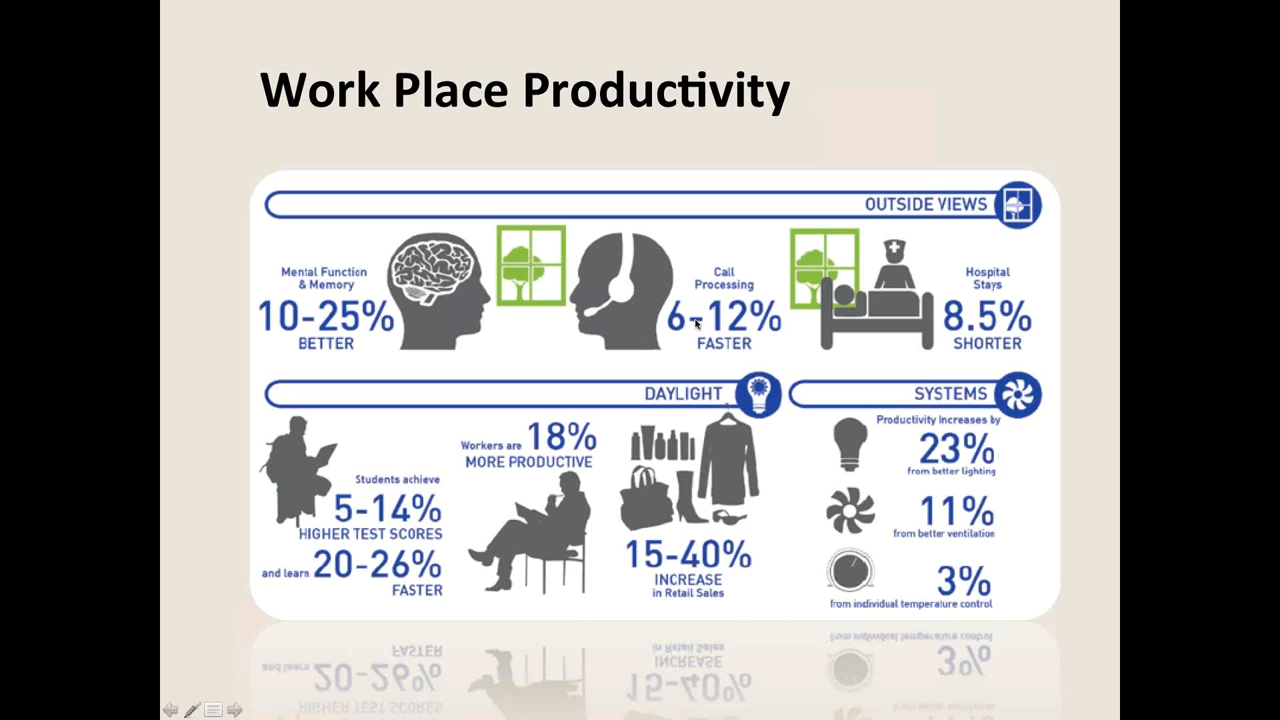 Work Place Productivity
OUTSIDE VIEWS
Mental Function
& Memory
10-25%
BETTER
Call
Processing
6-12%
FASTER
Hospital
Stays
8.5%
SHORTER
DAYLIGHT
Students achieve
5-14%
HIGHER TEST SCORES
and learn 20-26%
FASTER
Workers are 18%
MORE PRODUCTIVE
15-40%
INCREASE
in Retail Sales
SYSTEMS
Productivity Increases by
23%
from better lighting
11%
from better ventilation
3%
from individual temperature control